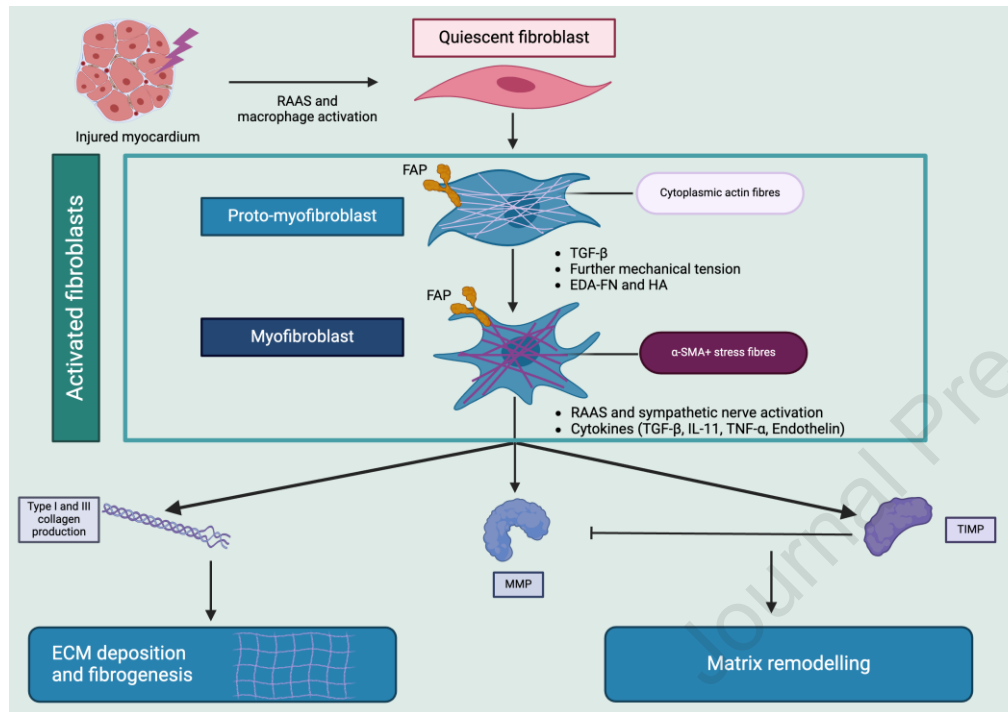 Quiescent fibroblast
RAAS and
macrophage activation
Injured myocardium
Activated fibroblasts
FAP
Proto-myofibroblast
Cytoplasmic actin fibres
• TGF-β
• Further mechanical tension
• EDA-FN and HA
FAP
Myofibroblast
α-SMA+ stress fibres
• RAAS and sympathetic nerve activation
• Cytokines (TGF-β, IL-11, TNF-α, Endothelin)
Type I and III
collagen
production
MMP
TIMP
ECM deposition
and fibrogenesis
Matrix remodelling
Journal Pre